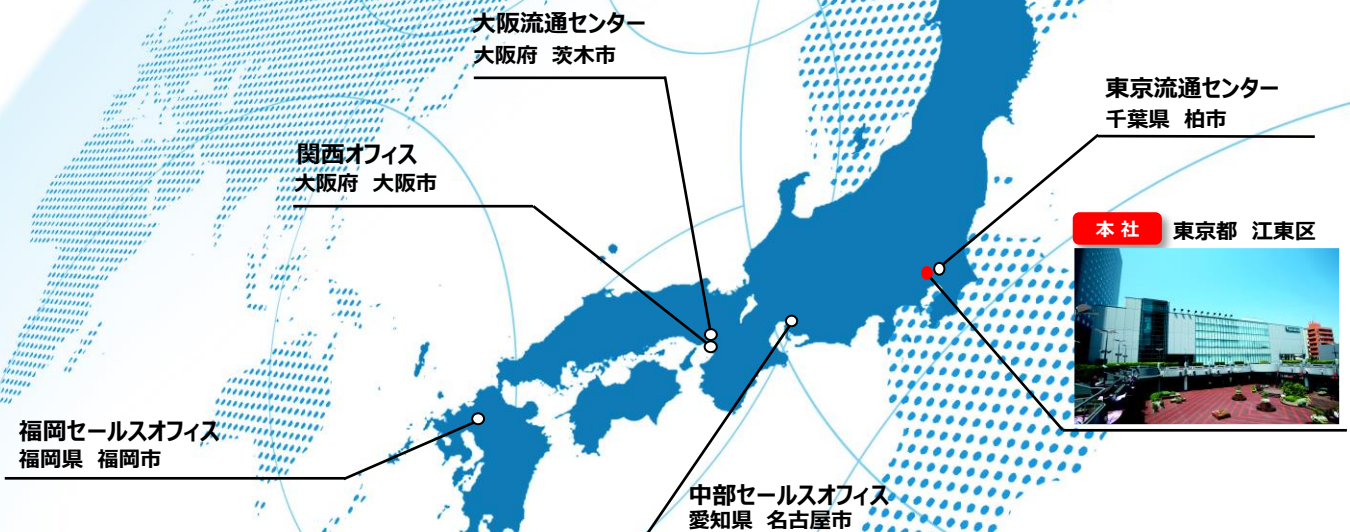 大阪流通センター
大阪府 茨木市
東京流通センター
千葉県 柏市
関西オフィス
大阪府 大阪市
本社 東京都 江東区
福岡セールスオフィス
福岡県 福岡市
中部セールスオフィス
愛知県 名古屋市